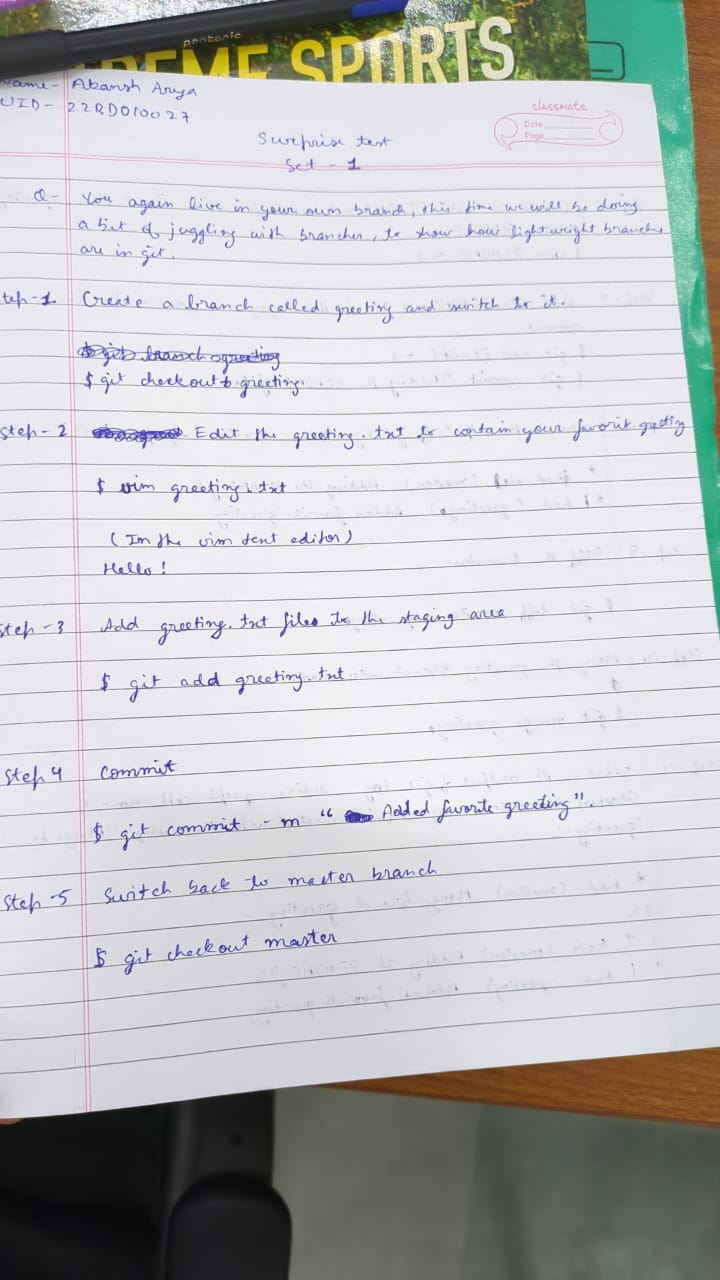 pentonic
EME SPORTS
Name - Akansh Arya
UID - 22BD010027
classmate
Date
Page
Surprise test
Set - 1
Q - You again live in your own branch, this time we will be doing
a bit of juggling with branches, to show how lightweight branches
are in git.
tep-1 Create a branch called greeting and switch to it.
$ git branch greeting
$ git checkout b greeting.
Step-2 Edit the greeting.txt to contain your favorit greeting
$ vim greeting.txt
(In the vim text editor)
Hello!
Step-3 Add greeting.txt files to the staging area
$ git add greeting.txt
Step 4 Commit
$ git commit - m " Added favorite greeting".
Step-5 Switch back to master branch
$ git checkout master